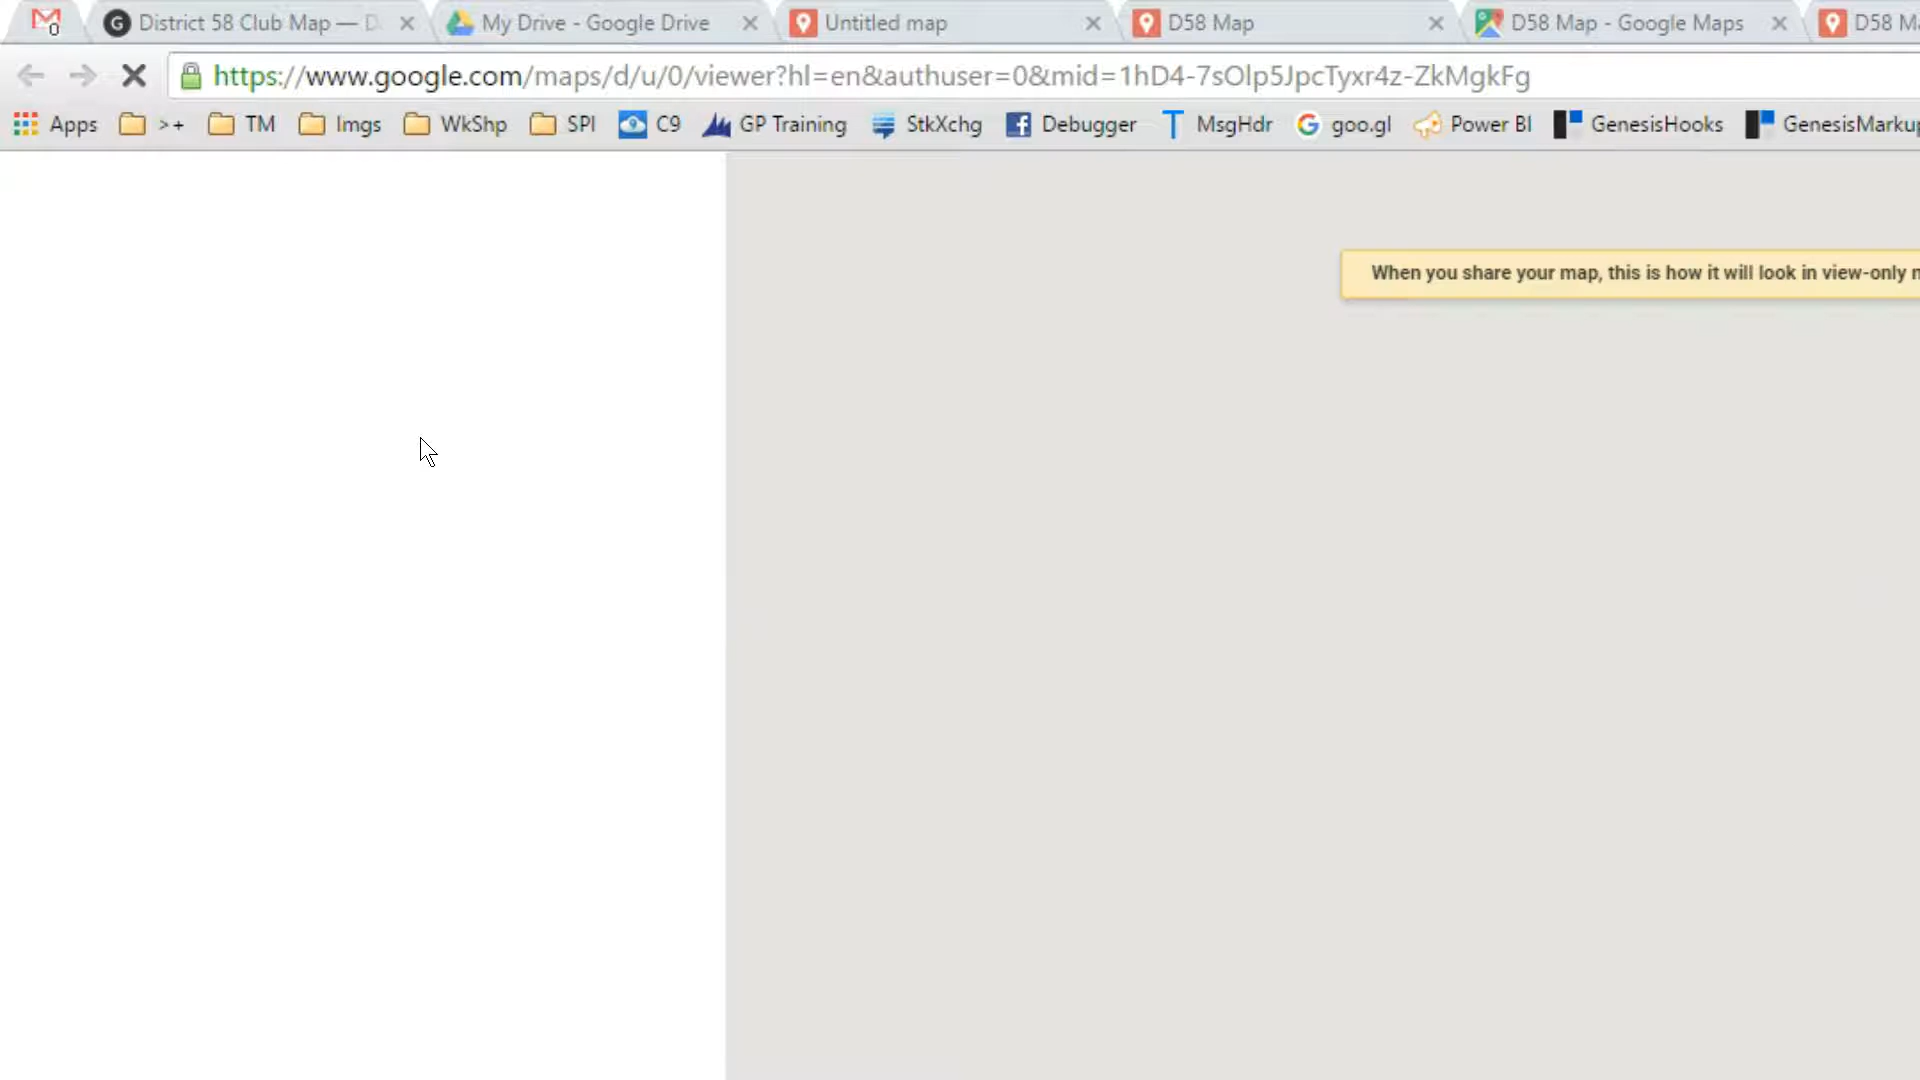 0
District 58 Club Map — D
My Drive - Google Drive
Untitled map
D58 Map
D58 Map - Google Maps
D58 Ma
https://www.google.com/maps/d/u/0/viewer?hl=en&authuser=0&mid=1hD4-7sOlp5JpcTyxr4z-ZkMgkFg
Apps
>+
TM
Imgs
WkShp
SPI
C9
GP Training
StkXchg
Debugger
MsgHdr
goo.gl
Power BI
GenesisHooks
GenesisMarkup
When you share your map, this is how it will look in view-only